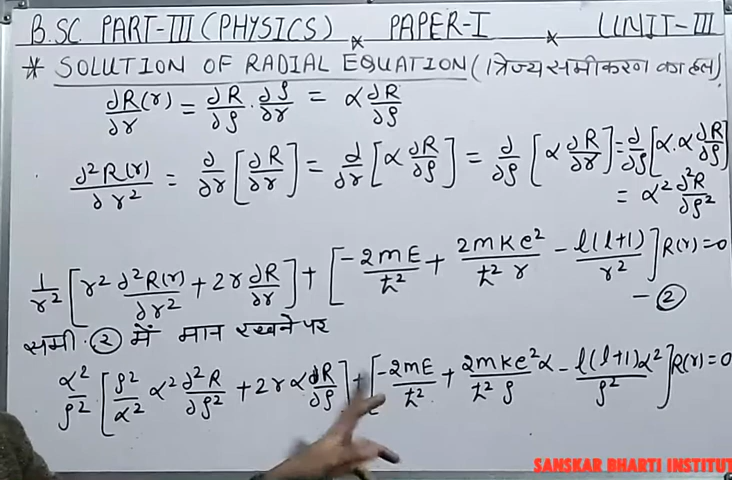 B.SC. PART-III (PHYSICS) * PAPER-I * UNIT-III
* SOLUTION OF RADIAL EQUATION (त्रिज्य समीकरण का हल)
∂R(r)/∂r = ∂R/∂ρ · ∂ρ/∂r = α ∂R/∂ρ
∂²R(r)/∂r² = ∂/∂r [∂R/∂r] = ∂/∂r [α ∂R/∂ρ] = ∂/∂ρ [α ∂R/∂r] = ∂/∂ρ [α.α ∂R/∂ρ]
= α² ∂²R/∂ρ²
1/r² [r² ∂²R(r)/∂r² + 2r ∂R/∂r] + [-2mE/ħ² + 2mKe²/ħ² r - l(l+1)/r²] R(r) = 0
- ②
समी. ② में मान रखने पर
α²/ρ² [ρ²/α² α² ∂²R/∂ρ² + 2r α ∂R/∂ρ] + [-2mE/ħ² + 2mKe²α/ħ² ρ - l(l+1)α²/ρ²] R(r) = 0
SANSKAR BHARTI INSTITUT